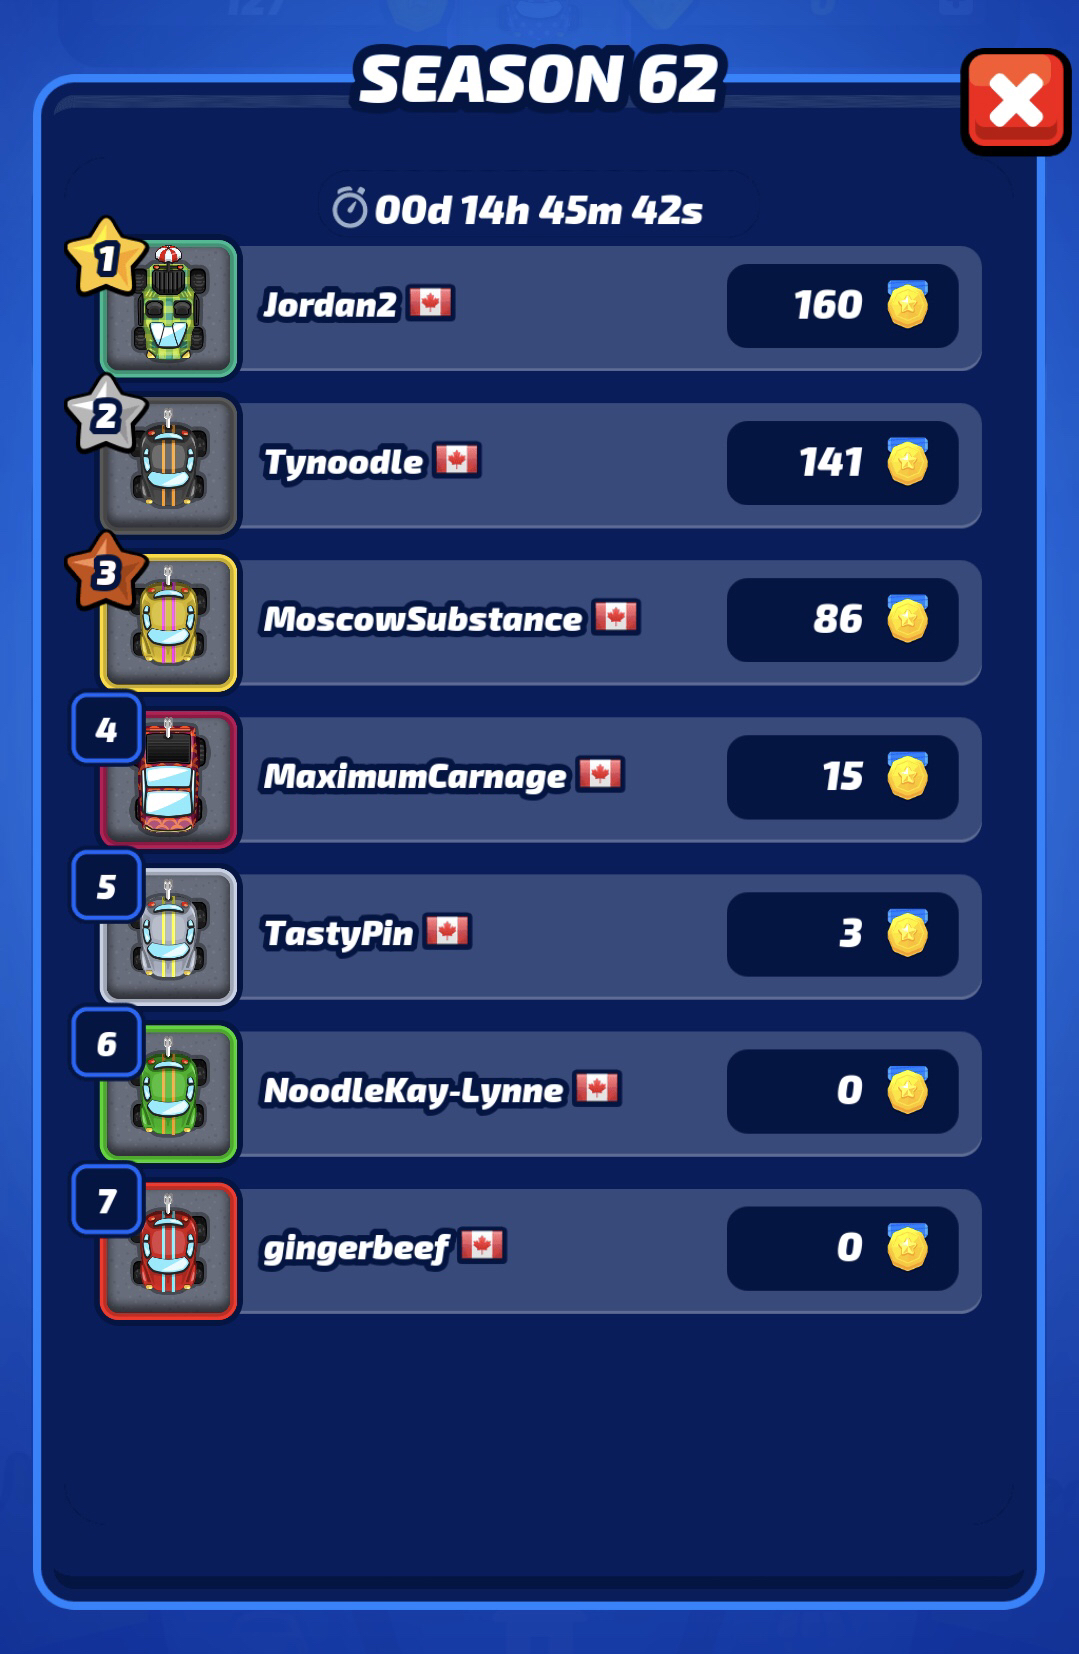 SEASON 62
00d 14h 45m 42s
1 Jordan2 160
2 Tynoodle 141
3 MoscowSubstance 86
4 MaximumCarnage 15
5 TastyPin 3
6 NoodleKay-Lynne 0
7 gingerbeef 0